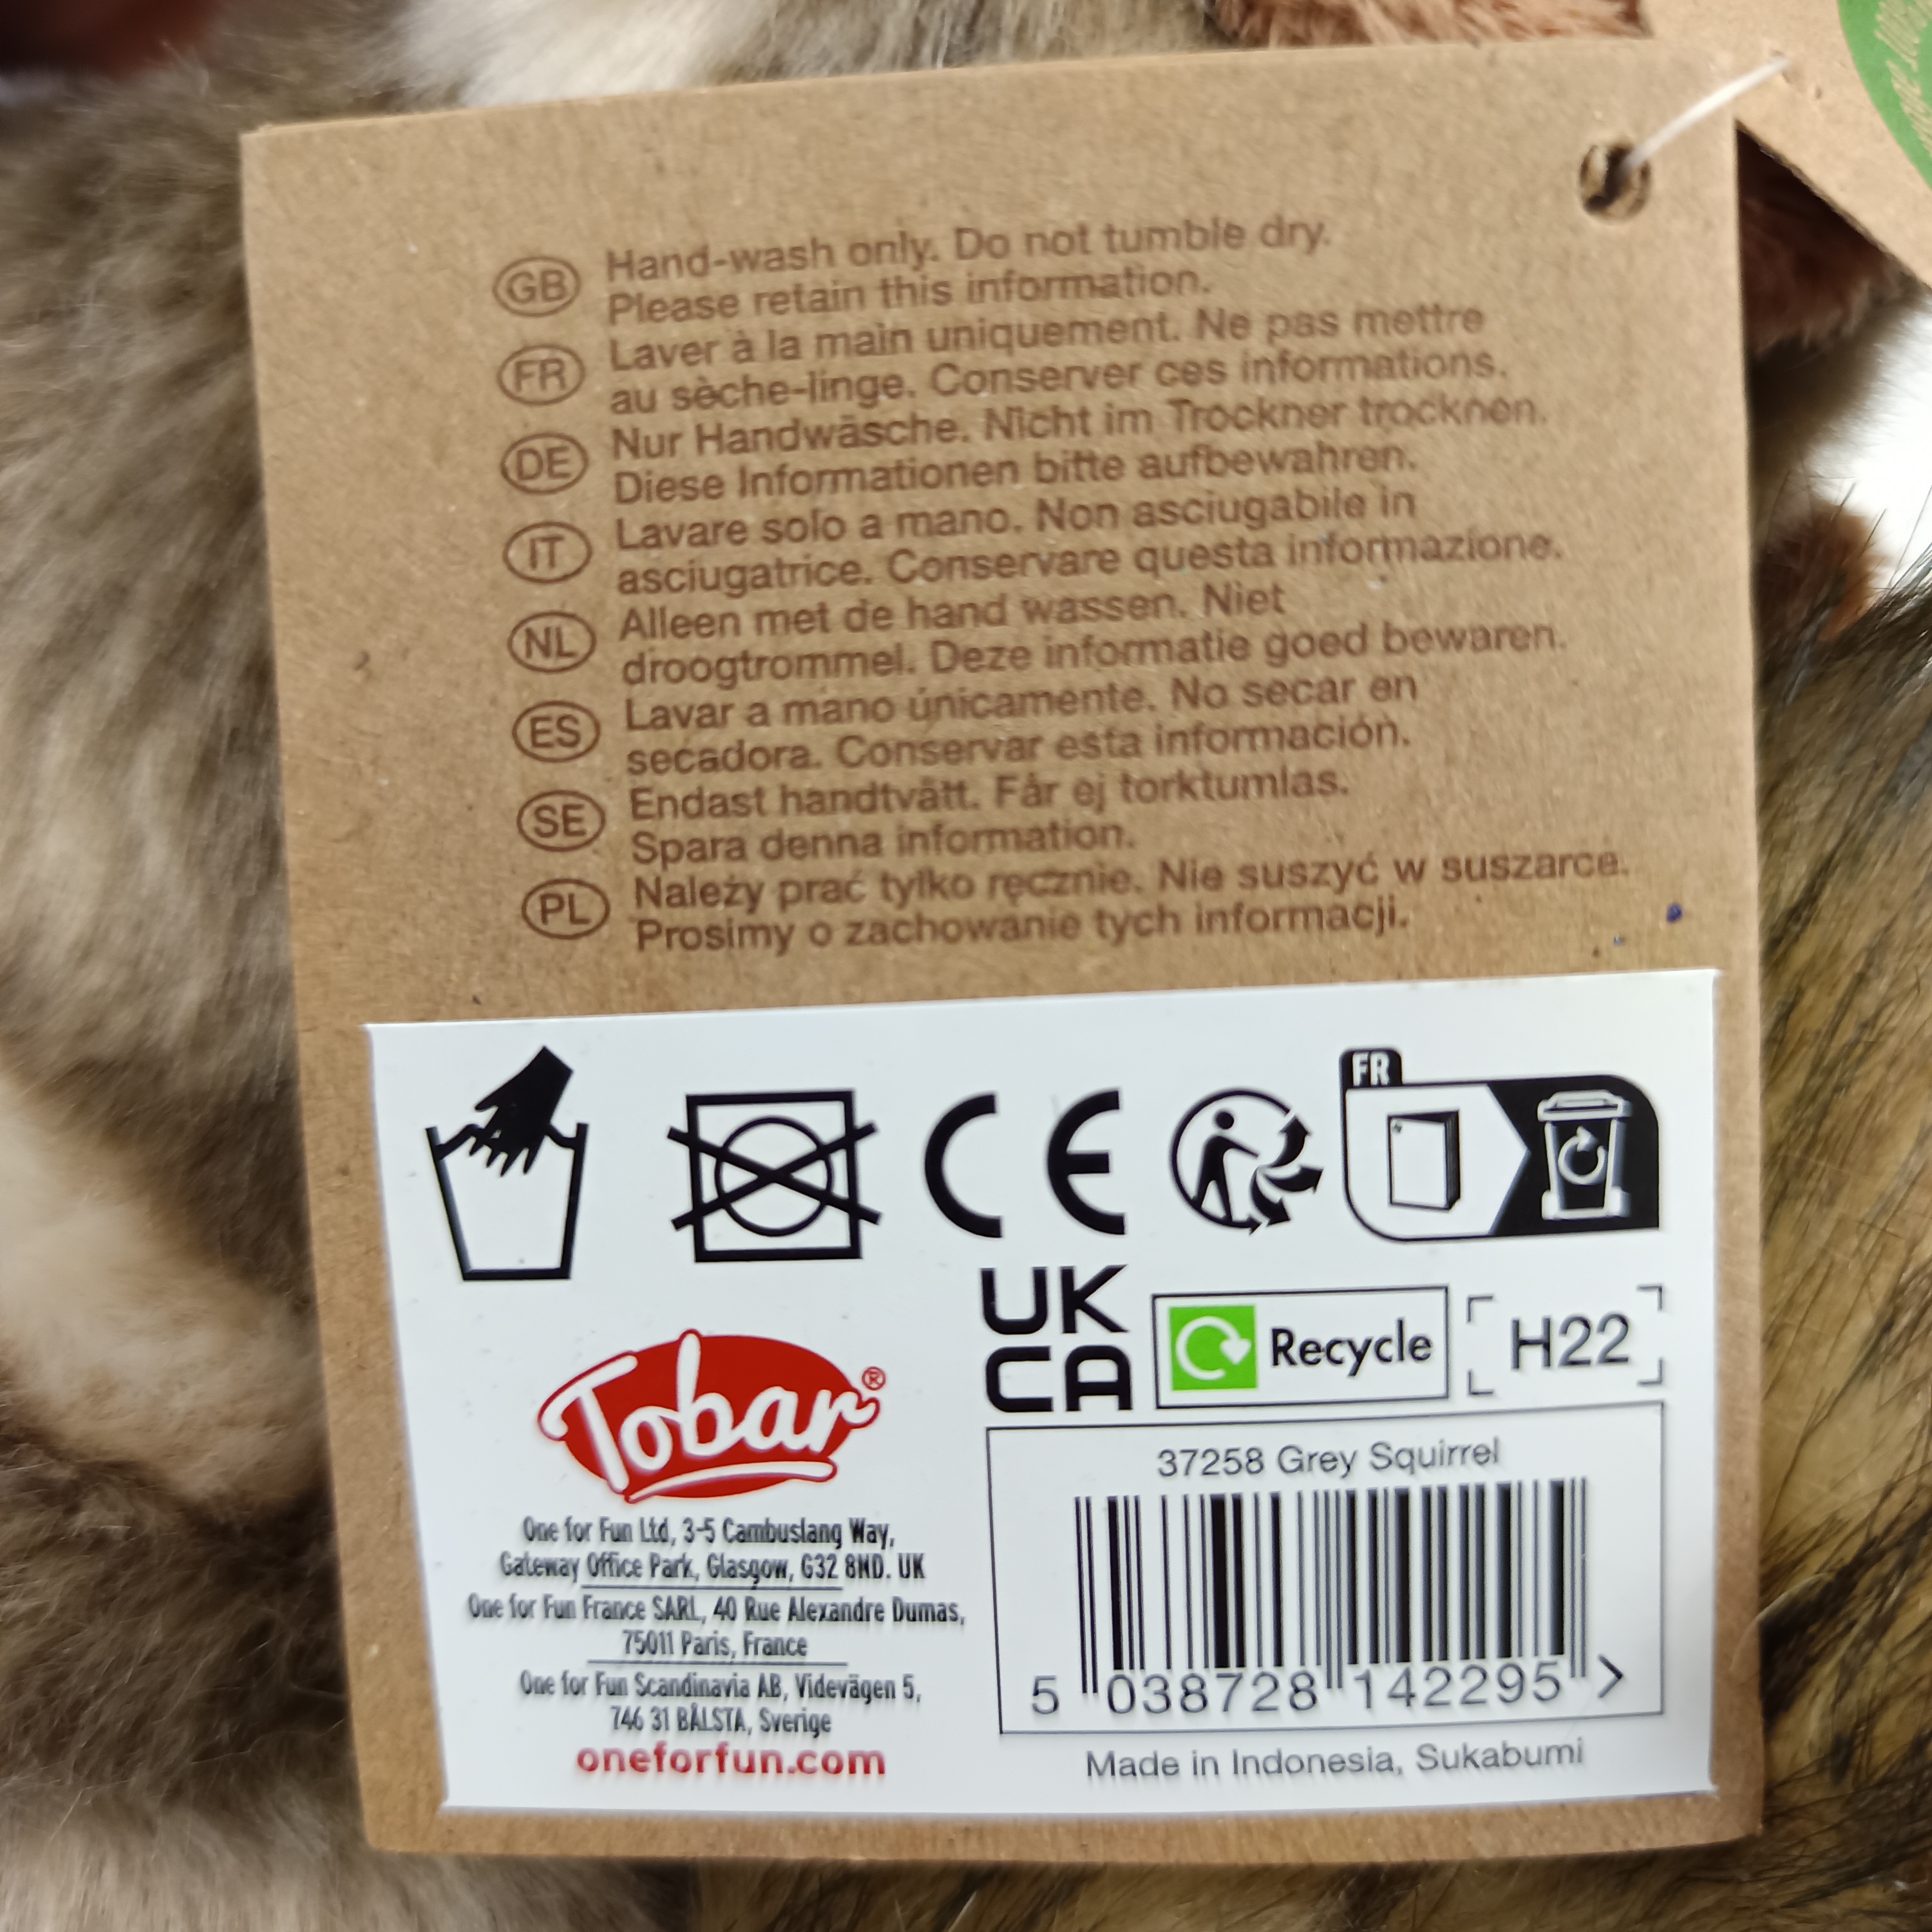 GB Hand-wash only. Do not tumble dry.
Please retain this information.
FR Laver à la main uniquement. Ne pas mettre
au sèche-linge. Conserver ces informations.
DE Nur Handwäsche. Nicht im Trockner trocknen.
Diese Informationen bitte aufbewahren.
IT Lavare solo a mano. Non asciugabile in
asciugatrice. Conservare questa informazione.
NL Alleen met de hand wassen. Niet
droogtrommel. Deze informatie goed bewaren.
ES Lavar a mano únicamente. No secar en
secadora. Conservar esta información.
SE Endast handtvätt. Får ej torktumlas.
Spara denna information.
PL Należy prać tylko ręcznie. Nie suszyć w suszarce.
Prosimy o zachowanie tych informacji.
CE
FR
UK
CA
Recycle
H22
Tobar®
One for Fun Ltd, 3-5 Cambuslang Way,
Gateway Office Park, Glasgow, G32 8ND. UK
One for Fun France SARL, 40 Rue Alexandre Dumas,
75011 Paris, France
One for Fun Scandinavia AB, Videvägen 5,
746 31 BÅLSTA, Sverige
oneforfun.com
37258 Grey Squirrel
5 038728 142295 >
Made in Indonesia, Sukabumi